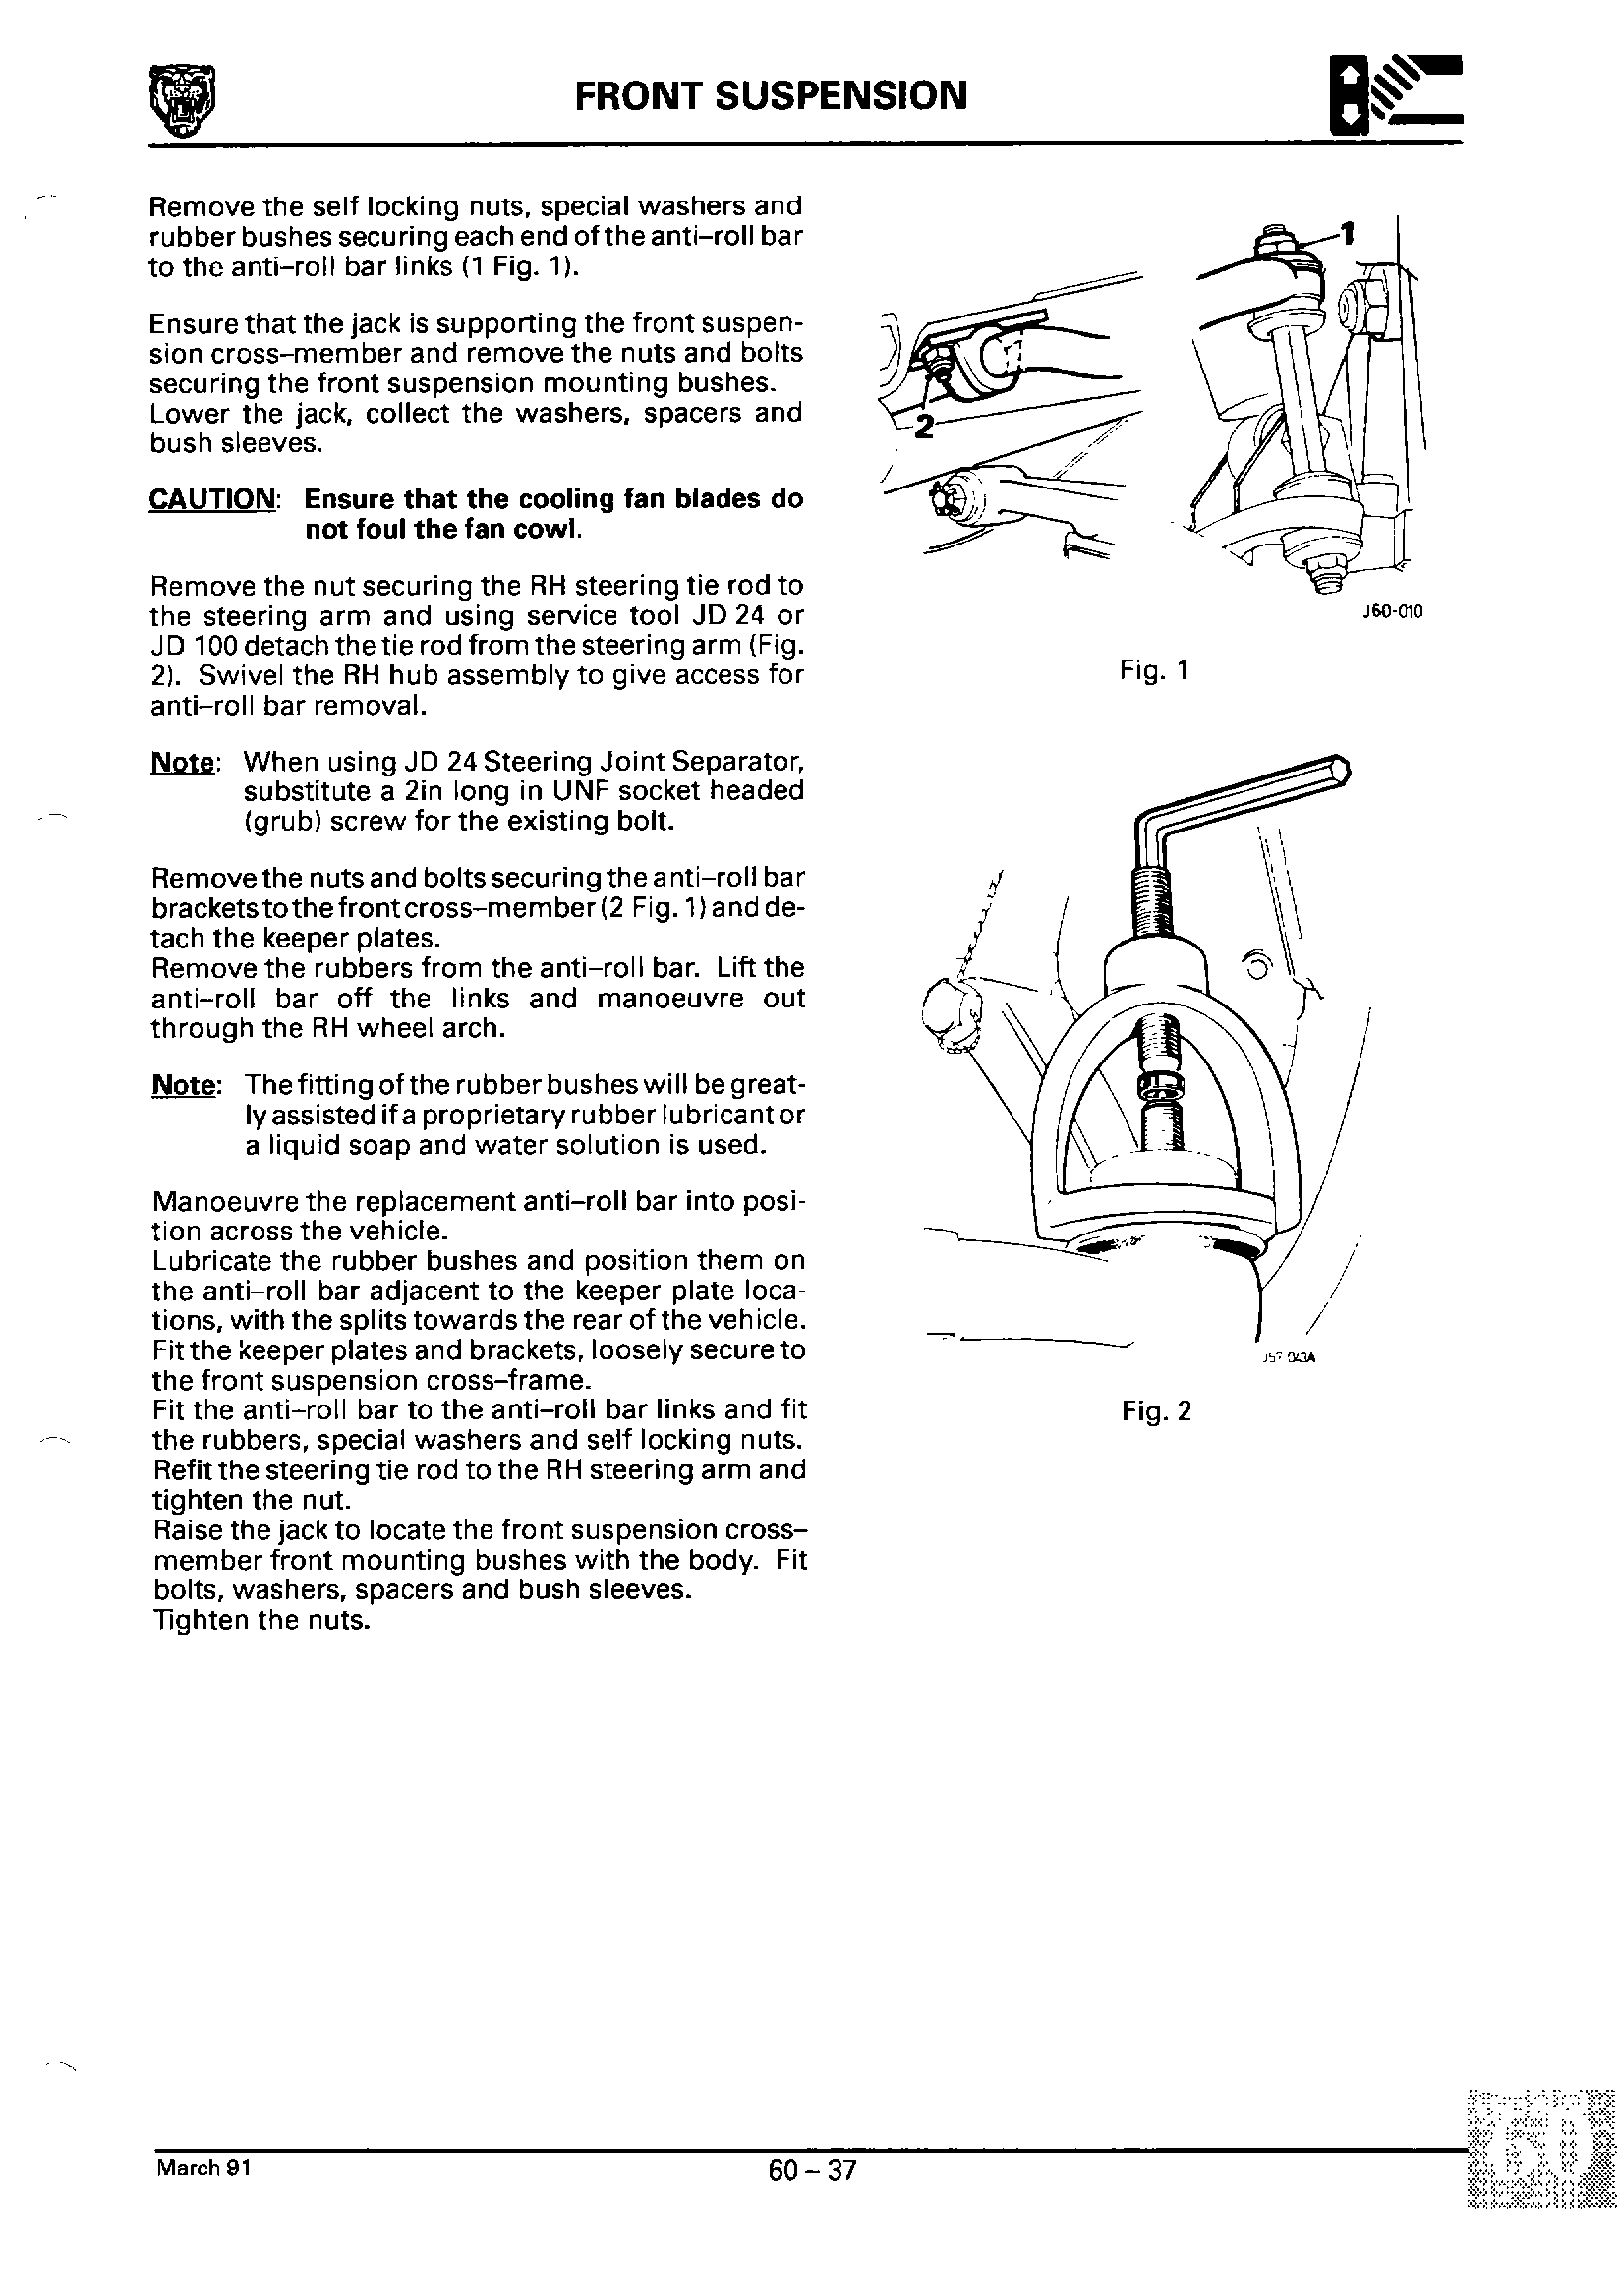 FRONT SUSPENSION
Remove the self locking nuts, special washers and
rubber bushes securing each end of the anti–roll bar
to the anti–roll bar links (1 Fig. 1).
Ensure that the jack is supporting the front suspen-
sion cross–member and remove the nuts and bolts
securing the front suspension mounting bushes.
Lower the jack, collect the washers, spacers and
bush sleeves.
CAUTION: Ensure that the cooling fan blades do
not foul the fan cowl.
Remove the nut securing the RH steering tie rod to
the steering arm and using service tool JD 24 or
JD 100 detach the tie rod from the steering arm (Fig.
2). Swivel the RH hub assembly to give access for
anti–roll bar removal.
Note: When using JD 24 Steering Joint Separator,
substitute a 2in long in UNF socket headed
(grub) screw for the existing bolt.
Remove the nuts and bolts securing the anti–roll bar
brackets to the front cross–member (2 Fig. 1) and de-
tach the keeper plates.
Remove the rubbers from the anti–roll bar. Lift the
anti–roll bar off the links and manoeuvre out
through the RH wheel arch.
Note: The fitting of the rubber bushes will be great-
ly assisted if a proprietary rubber lubricant or
a liquid soap and water solution is used.
Manoeuvre the replacement anti–roll bar into posi-
tion across the vehicle.
Lubricate the rubber bushes and position them on
the anti–roll bar adjacent to the keeper plate loca-
tions, with the splits towards the rear of the vehicle.
Fit the keeper plates and brackets, loosely secure to
the front suspension cross–frame.
Fit the anti–roll bar to the anti–roll bar links and fit
the rubbers, special washers and self locking nuts.
Refit the steering tie rod to the RH steering arm and
tighten the nut.
Raise the jack to locate the front suspension cross–
member front mounting bushes with the body. Fit
bolts, washers, spacers and bush sleeves.
Tighten the nuts.
1
2
J60-010
Fig. 1
J57 043A
Fig. 2
March 91
60 – 37
60